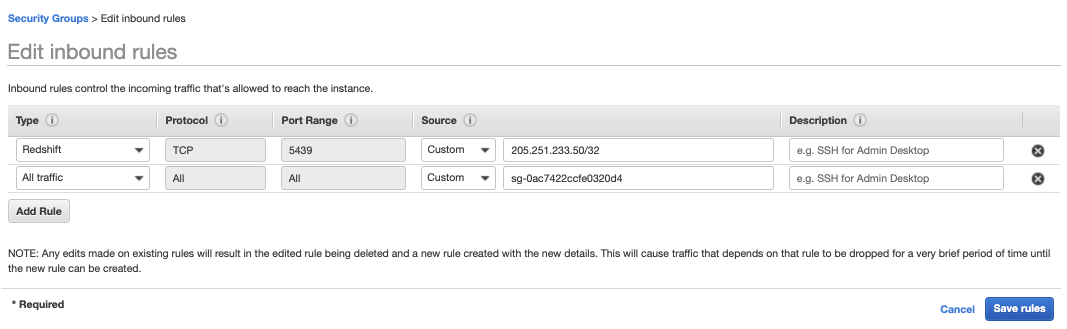 Security Groups > Edit inbound rules
Edit inbound rules
Inbound rules control the incoming traffic that's allowed to reach the instance.
Type i Protocol i Port Range i Source i Description i
Redshift TCP 5439 Custom 205.251.233.50/32 e.g. SSH for Admin Desktop
All traffic All All Custom sg-0ac7422ccfe0320d4 e.g. SSH for Admin Desktop
Add Rule
NOTE: Any edits made on existing rules will result in the edited rule being deleted and a new rule created with the new details. This will cause traffic that depends on that rule to be dropped for a very brief period of time until
the new rule can be created.
* Required
Cancel Save rules